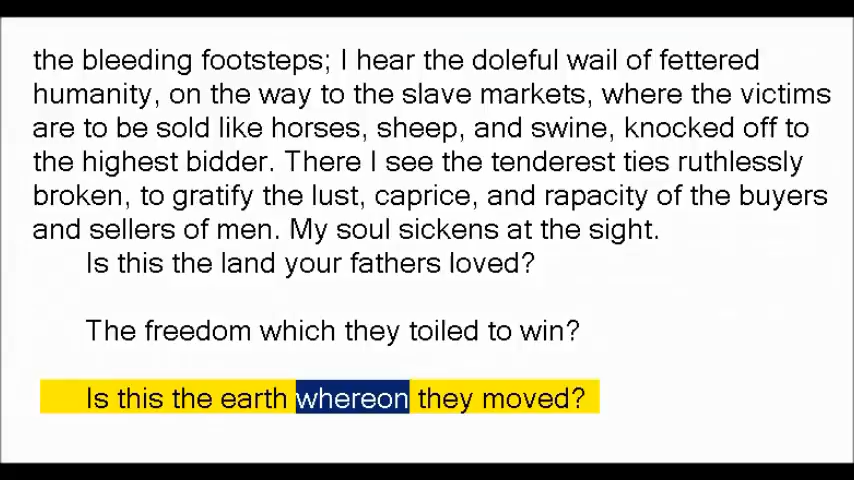 the bleeding footsteps; I hear the doleful wail of fettered
humanity, on the way to the slave markets, where the victims
are to be sold like horses, sheep, and swine, knocked off to
the highest bidder. There I see the tenderest ties ruthlessly
broken, to gratify the lust, caprice, and rapacity of the buyers
and sellers of men. My soul sickens at the sight.
Is this the land your fathers loved?
The freedom which they toiled to win?
Is this the earth whereon they moved?